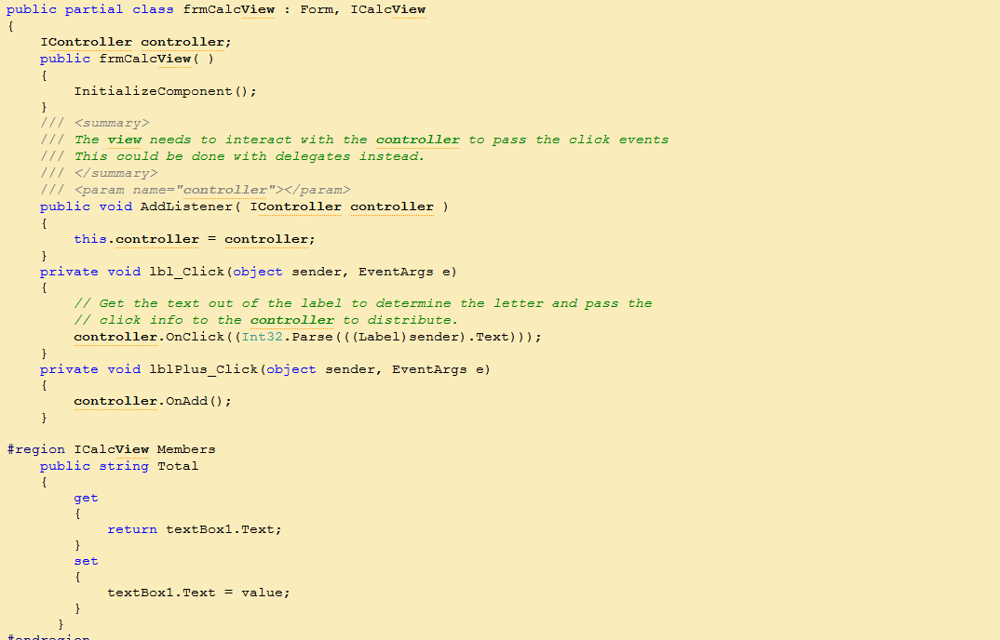 public partial class frmCalcView : Form, ICalcView
{
    IController controller;
    public frmCalcView( )
    {
        InitializeComponent();
    }
    /// <summary>
    /// The view needs to interact with the controller to pass the click events
    /// This could be done with delegates instead.
    /// </summary>
    /// <param name="controller"></param>
    public void AddListener( IController controller )
    {
        this.controller = controller;
    }
    private void lbl_Click(object sender, EventArgs e)
    {
        // Get the text out of the label to determine the letter and pass the
        // click info to the controller to distribute.
        controller.OnClick((Int32.Parse(((Label)sender).Text)));
    }
    private void lblPlus_Click(object sender, EventArgs e)
    {
        controller.OnAdd();
    }
#region ICalcView Members
    public string Total
    {
        get
        {
            return textBox1.Text;
        }
        set
        {
            textBox1.Text = value;
        }
      }
#endregion